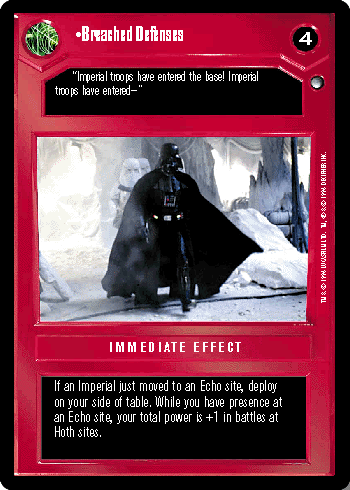 •Breached Defenses
4
"Imperial troops have entered the base! Imperial
troops have entered–"
IMMEDIATE EFFECT
If an Imperial just moved to an Echo site, deploy
on your side of table. While you have presence at
an Echo site, your total power is +1 in battles at
Hoth sites.